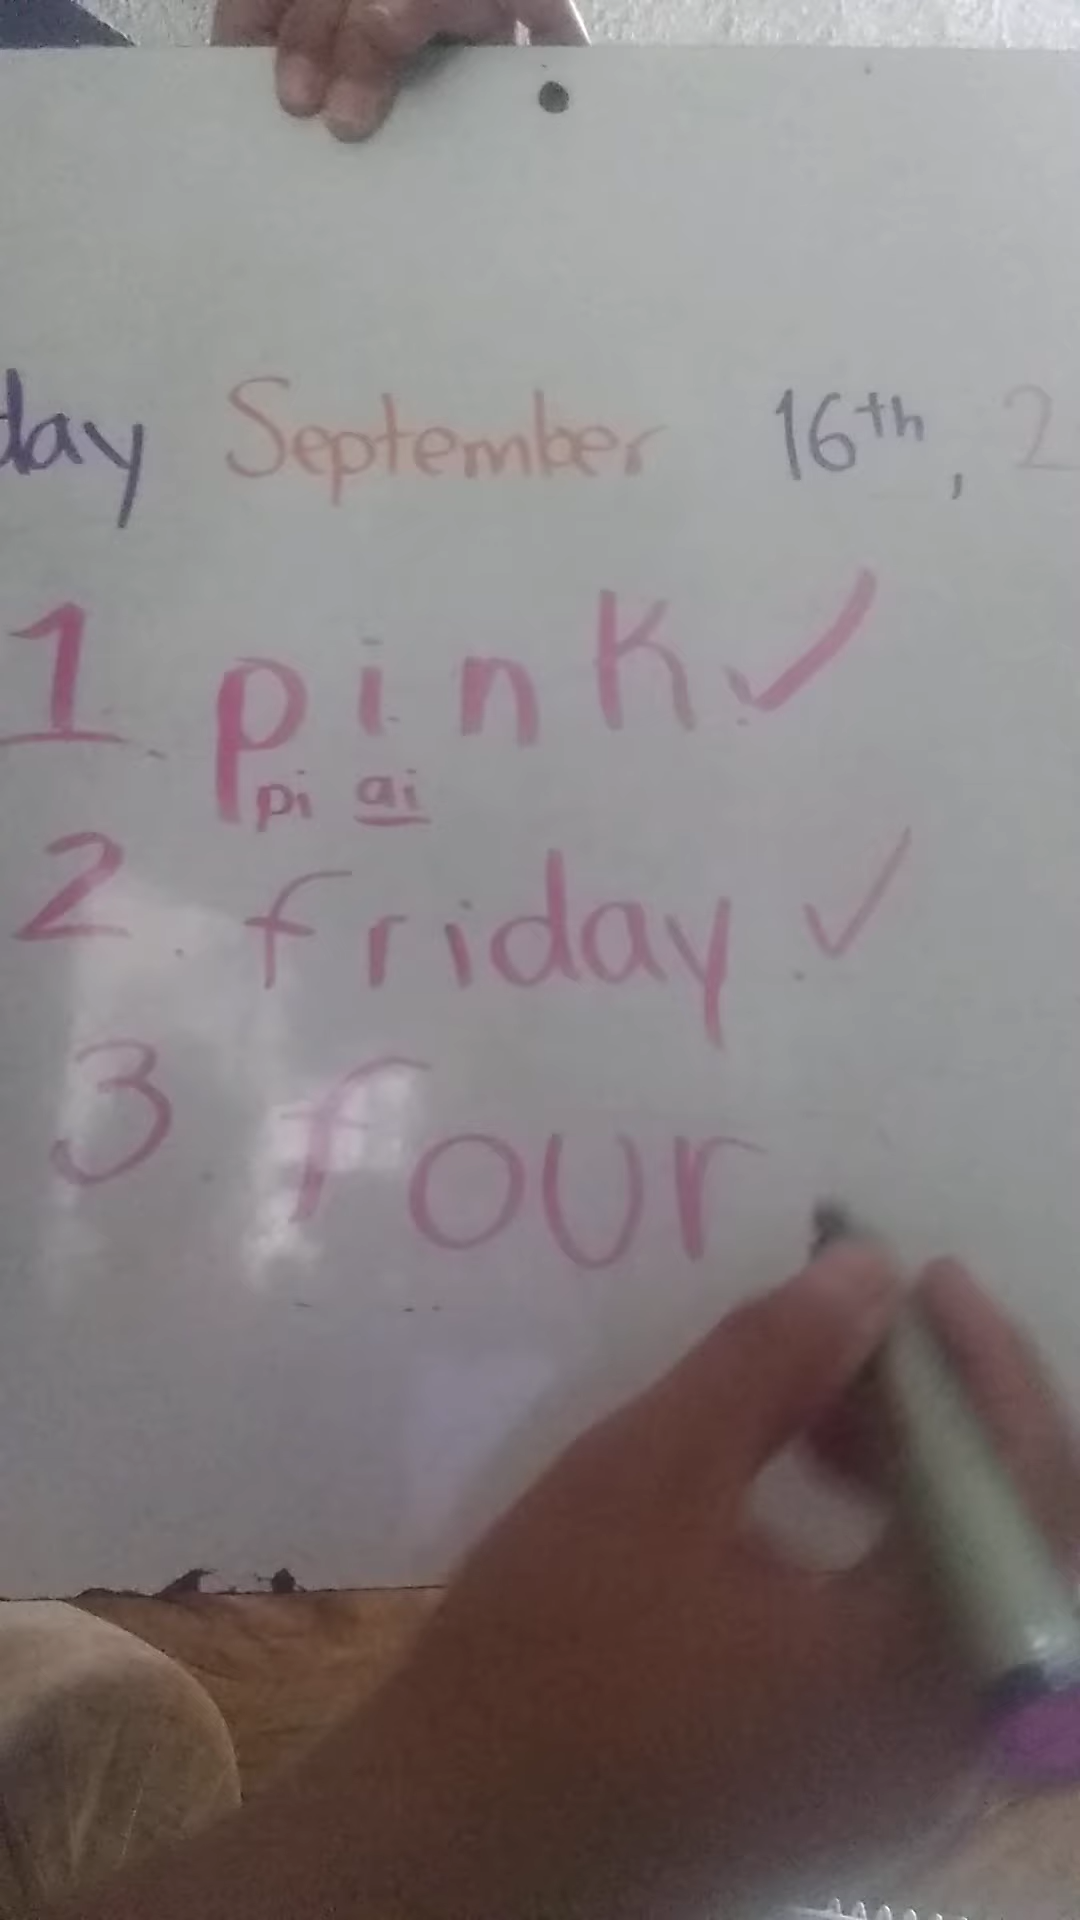 day September 16th, 2
1. pink ✓
pi ai
2. friday ✓
3. four